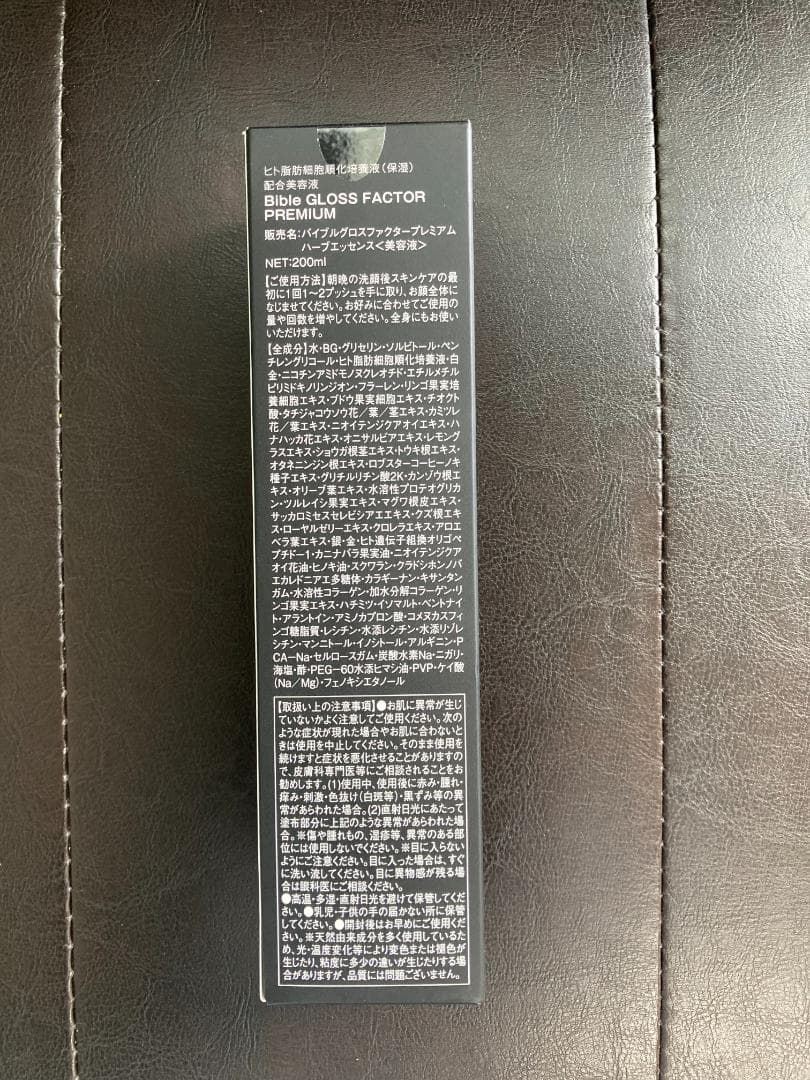 ヒト脂肪細胞順化培養液(保湿)
配合美容液
Bible GLOSS FACTOR
PREMIUM
販売名:バイブルグロスファクタープレミアム
ハーブエッセンス<美容液>
NET:200ml
【ご使用方法】朝晩の洗顔後スキンケアの最
初に1回1〜2プッシュを手に取り、お顔全体に
なじませてください。お好みに合わせてご使用の
量や回数を増やしてください。全身にもお使い
いただけます。
【全成分】水・BG・グリセリン・ソルビトール・ペン
チレングリコール・ヒト脂肪細胞順化培養液・白
金・ニコチンアミドモノヌクレオチド・エチルメチル
ピリミドキノリンジオン・フラーレン・リンゴ果実培
養細胞エキス・ブドウ果実細胞エキス・チオクト
酸・タチジャコウソウ花/葉/茎エキス・カミツレ
花/葉エキス・ニオイテンジクアオイエキス・ハ
ナハッカ花エキス・オニサルビアエキス・レモング
ラスエキス・ショウガ根茎エキス・トウキ根エキス・
オタネニンジン根エキス・ロブスターコーヒーノキ
種子エキス・グリチルリチン酸2K・カンゾウ根エ
キス・オリーブ葉エキス・水溶性プロテオグリカ
ン・ツルレイシ果実エキス・マグワ根皮エキス・
サッカロミセスセレビシアエエキス・クズ根エキ
ス・ローヤルゼリーエキス・クロレラエキス・アロエ
ベラ葉エキス・銀・金・ヒト遺伝子組換オリゴペ
プチド-1・カニナバラ果実油・ニオイテンジクア
オイ花油・ヒノキ油・スクワラン・クラドシホンノバ
エカルドニアエ多糖体・カラギーナン・キサンタン
ガム・水溶性コラーゲン・加水分解コラーゲン・リ
ンゴ果実エキス・ハチミツ・イソマルト・ベントナイ
ト・アラントイン・アミノカプロン酸・コメヌカスフィ
ンゴ糖脂質・レシチン・水添レシチン・水添リゾレ
シチン・マンニトール・イノシトール・アルギニン・P
CA-Na・セルロースガム・炭酸水素Na・ニガリ・
海塩・酢・PEG-60水添ヒマシ油・PVP・ケイ酸
(Na/Mg)・フェノキシエタノール
【取扱い上の注意事項】●お肌に異常が生じ
ていないかよく注意してご使用ください。次の
ような症状が現れた場合やお肌に合わないと
きは使用を中止してください。そのまま使用を
続けますと症状を悪化させることがありますの
で、皮膚科専門医等にご相談されることをお
勧めします。(1)使用中、使用後に赤み・腫れ・
痒み・刺激・色抜け(白斑等)・黒ずみ等の異
常があらわれた場合。(2)直射日光にあたって
塗布部分に上記のような異常があらわれた場
合。※傷や腫れもの、湿疹等、異常のある部
位には使用しないでください。※目に入らない
ようにご注意ください。目に入った場合は、すぐ
に洗い流してください。目に異物感が残る場
合は眼科医にご相談ください。
●高温・多湿・直射日光を避けて保管してくだ
さい。●乳児・子供の手の届かない所に保管
してください。●開封後はお早めにご使用くだ
さい。※天然由来成分を多く使用しているた
め、光・温度変化等により変色または褪色が
生じたり、粘度に多少の違いが生じたりする場
合がありますが、品質には問題ございません。